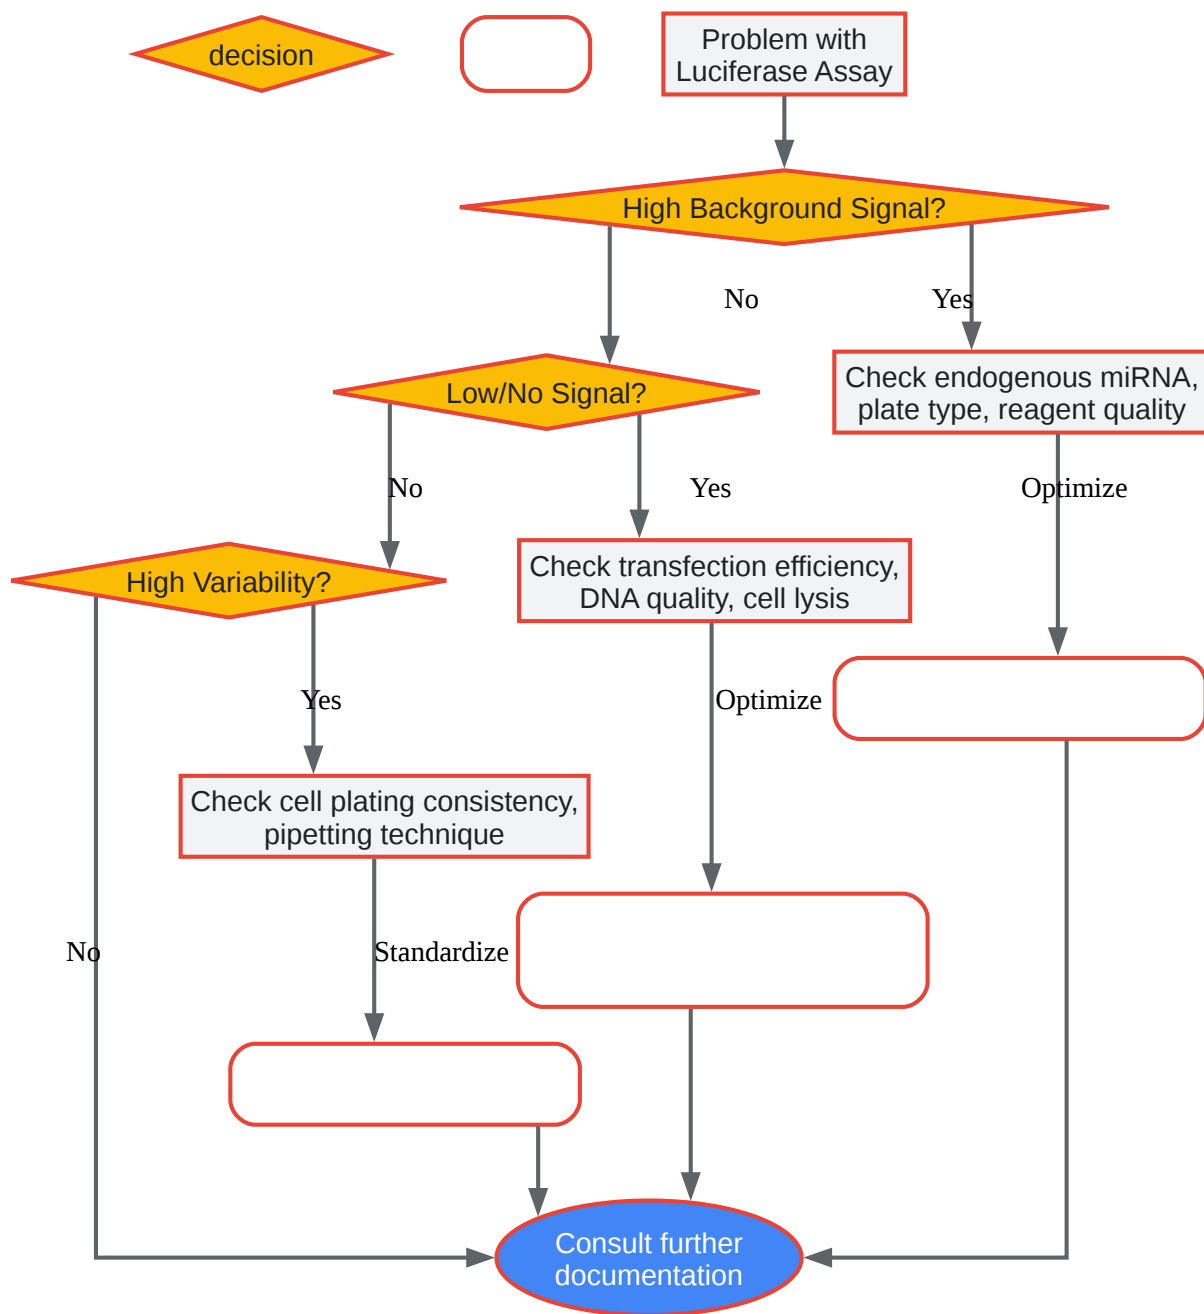 decision
Problem with
Luciferase Assay
High Background Signal?
No
Yes
Low/No Signal?
Check endogenous miRNA,
plate type, reagent quality
No
Yes
Optimize
High Variability?
Check transfection efficiency,
DNA quality, cell lysis
Yes
Optimize
Check cell plating consistency,
pipetting technique
No
Standardize
Consult further
documentation